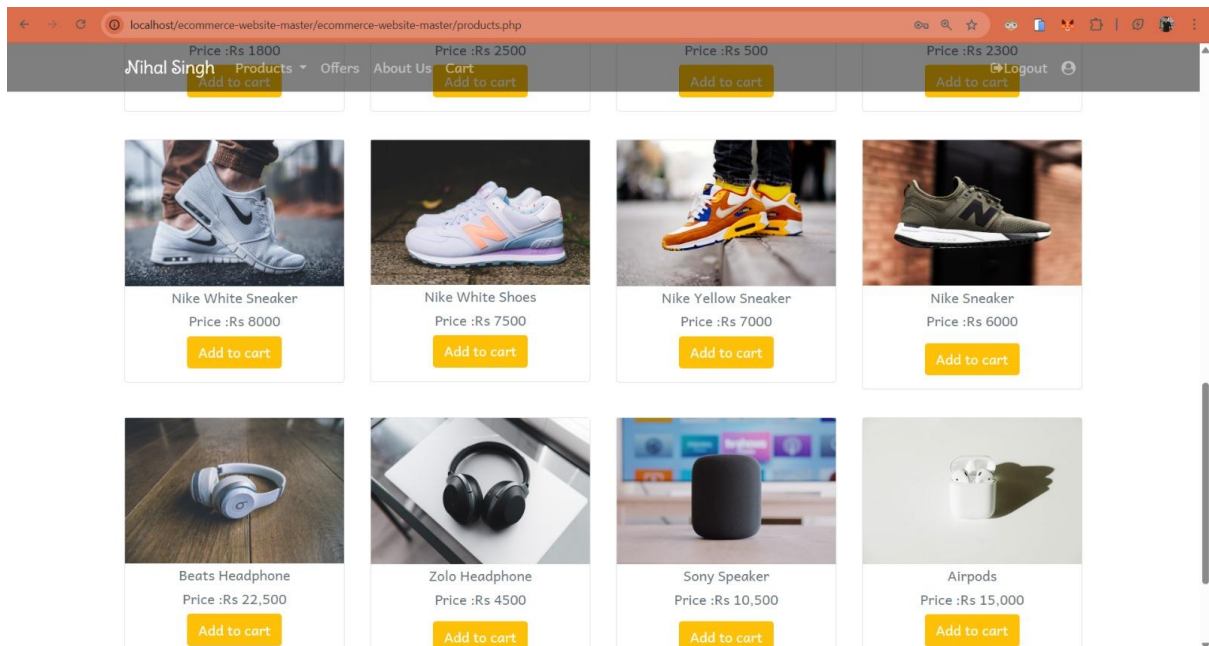 localhost/ecommerce-website-master/ecommerce-website-master/products.php
Price :Rs 1800 Price :Rs 2500 Price :Rs 500 Price :Rs 2300
Nihal Singh Products Offers About Us Cart Logout
Add to cart Add to cart Add to cart Add to cart
Nike White Sneaker Nike White Shoes Nike Yellow Sneaker Nike Sneaker
Price :Rs 8000 Price :Rs 7500 Price :Rs 7000 Price :Rs 6000
Add to cart Add to cart Add to cart Add to cart
Beats Headphone Zolo Headphone Sony Speaker Airpods
Price :Rs 22,500 Price :Rs 4500 Price :Rs 10,500 Price :Rs 15,000
Add to cart Add to cart Add to cart Add to cart